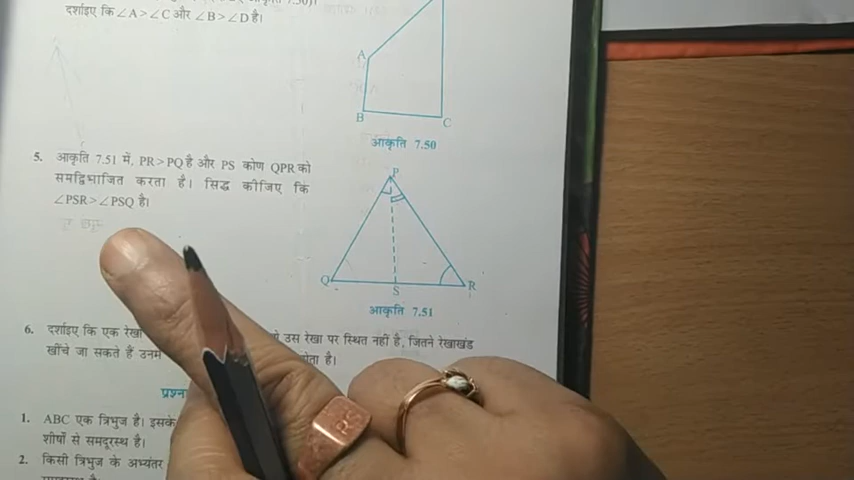 दर्शाइए कि ∠A>∠C और ∠B>∠D है।
A
B
C
आकृति 7.50
5. आकृति 7.51 में, PR>PQ है और PS कोण QPR को
समद्विभाजित करता है। सिद्ध कीजिए कि
∠PSR>∠PSQ है।
P
Q
S
R
आकृति 7.51
6. दर्शाइए कि एक रेखा उस रेखा पर स्थित नहीं है, जितने रेखाखंड
खींचे जा सकते हैं उनमें होता है।
1. ABC एक त्रिभुज है। इसके
शीर्षों से समदूरस्थ है।
2. किसी त्रिभुज के अभ्यंतर